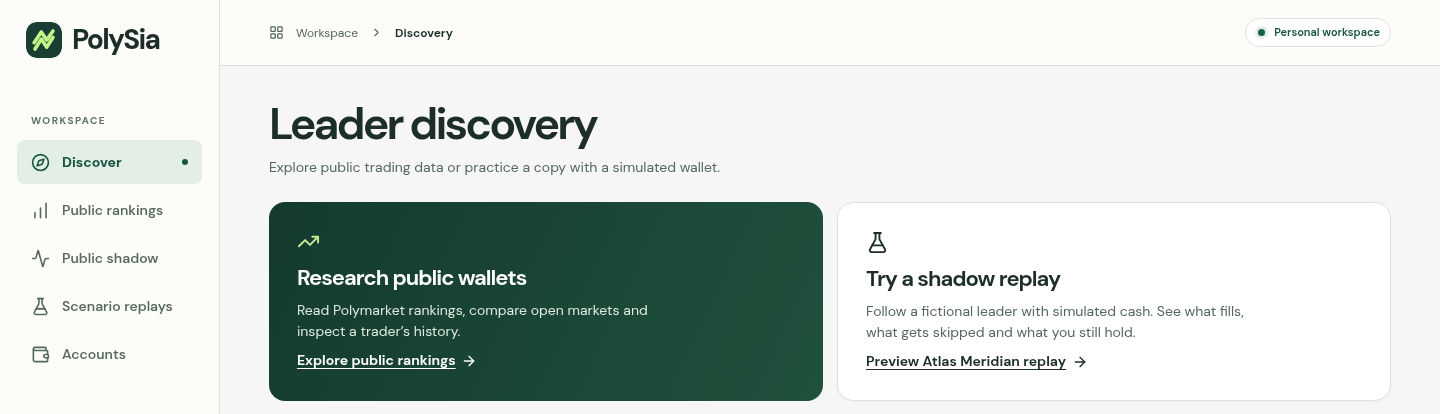 PolySia
WORKSPACE
Discover
Public rankings
Public shadow
Scenario replays
Accounts
Workspace
Discovery
Personal workspace
Leader discovery
Explore public trading data or practice a copy with a simulated wallet.
Research public wallets
Read Polymarket rankings, compare open markets and
inspect a trader’s history.
Explore public rankings
Try a shadow replay
Follow a fictional leader with simulated cash. See what fills,
what gets skipped and what you still hold.
Preview Atlas Meridian replay